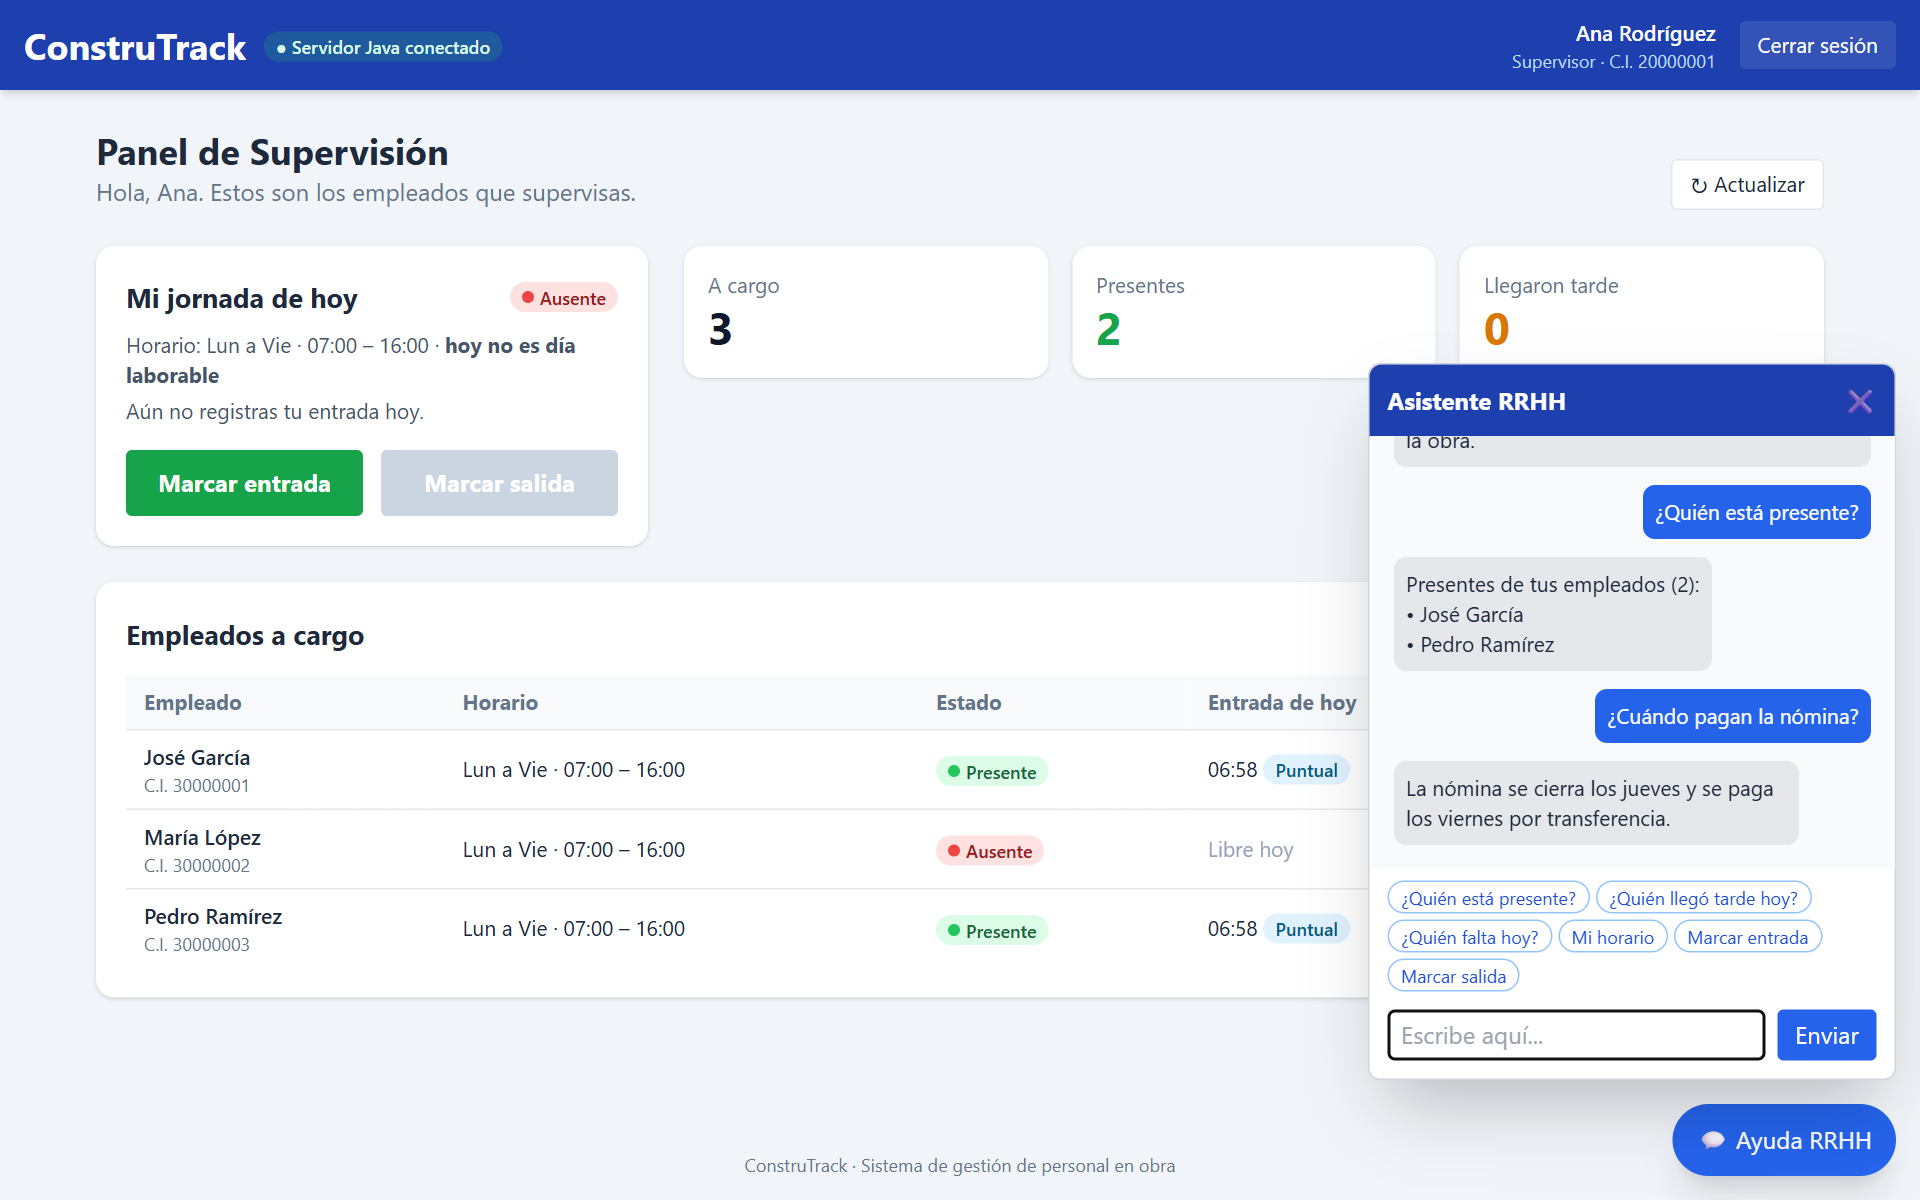 ConstruTrack
● Servidor Java conectado
Ana Rodríguez
Supervisor · C.I. 20000001
Cerrar sesión
Panel de Supervisión
Hola, Ana. Estos son los empleados que supervisas.
↻ Actualizar
Mi jornada de hoy
Ausente
Horario: Lun a Vie · 07:00 – 16:00 · hoy no es día
laborable
Aún no registras tu entrada hoy.
Marcar entrada
Marcar salida
A cargo
3
Presentes
2
Llegaron tarde
0
Empleados a cargo
Empleado Horario Estado Entrada de hoy
José García
C.I. 30000001
Lun a Vie · 07:00 – 16:00
Presente
06:58 Puntual
María López
C.I. 30000002
Lun a Vie · 07:00 – 16:00
Ausente
Libre hoy
Pedro Ramírez
C.I. 30000003
Lun a Vie · 07:00 – 16:00
Presente
06:58 Puntual
Asistente RRHH
la obra.
¿Quién está presente?
Presentes de tus empleados (2):
• José García
• Pedro Ramírez
¿Cuándo pagan la nómina?
La nómina se cierra los jueves y se paga
los viernes por transferencia.
¿Quién está presente? ¿Quién llegó tarde hoy?
¿Quién falta hoy? Mi horario Marcar entrada
Marcar salida
Escribe aquí...
Enviar
Ayuda RRHH
ConstruTrack · Sistema de gestión de personal en obra